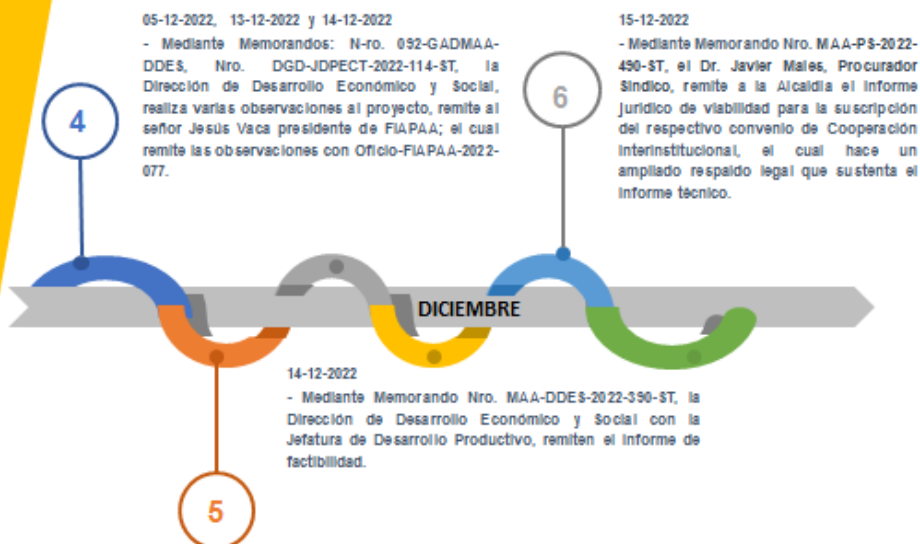 05-12-2022, 13-12-2022 y 14-12-2022
- Mediante Memorandos: N-ro. 092-GADMAA-
DDES, Nro. DGD-JDPECT-2022-114-ST, la
Dirección de Desarrollo Económico y Social,
realiza varias observaciones al proyecto, remite al
señor Jesús Vaca presidente de FIAPAA; el cual
remite las observaciones con Oficio-FIAPAA-2022-
077.
4
15-12-2022
- Mediante Memorando Nro. MAA-PS-2022-
490-ST, el Dr. Javier Males, Procurador
Síndico, remite a la Alcaldía el Informe
jurídico de viabilidad para la suscripción
del respectivo convenio de Cooperación
Interinstitucional, el cual hace un
ampliado respaldo legal que sustenta el
Informe técnico.
6
DICIEMBRE
14-12-2022
- Mediante Memorando Nro. MAA-DDES-2022-390-ST, la
Dirección de Desarrollo Económico y Social con la
Jefatura de Desarrollo Productivo, remiten el Informe de
factibilidad.
5